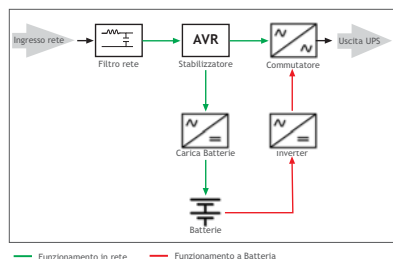 Ingresso rete
Filtro rete
AVR
Stabilizzatore
Commutatore
Uscita UPS
Carica Batterie
Inverter
Batterie
Funzionamento in rete
Funzionamento a Batteria